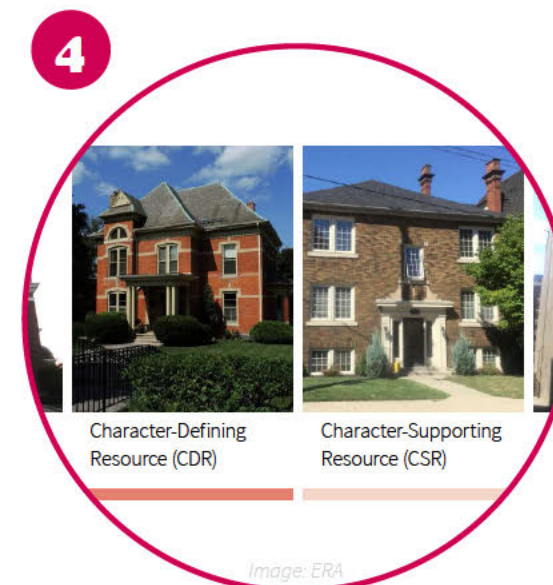 4
Character-Defining
Resource (CDR)
Character-Supporting
Resource (CSR)
Image: ERA